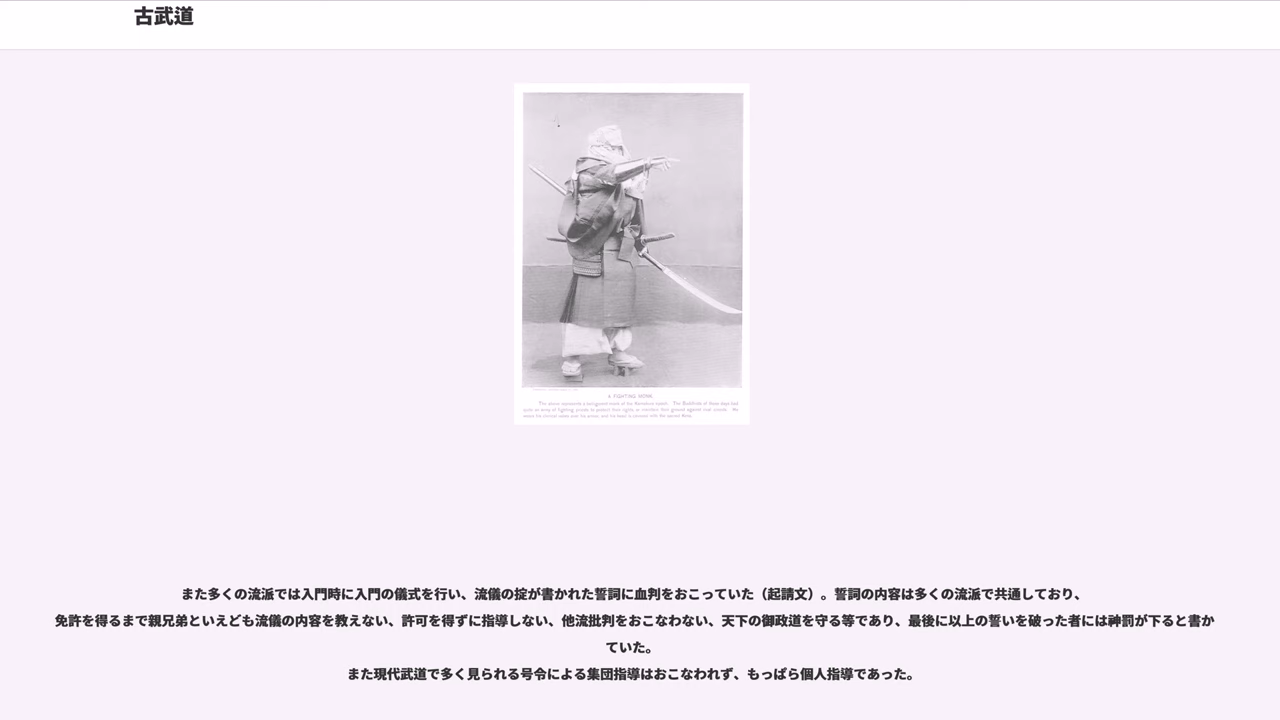 古武道
A FIGHTING MONK.
また多くの流派では入門時に入門の儀式を行い、流儀の掟が書かれた誓詞に血判をおこっていた（起請文）。誓詞の内容は多くの流派で共通しており、
免許を得るまで親兄弟といえども流儀の内容を教えない、許可を得ずに指導しない、他流批判をおこなわない、天下の御政道を守る等であり、最後に以上の誓いを破った者には神罰が下ると書か
ていた。
また現代武道で多く見られる号令による集団指導はおこなわれず、もっぱら個人指導であった。